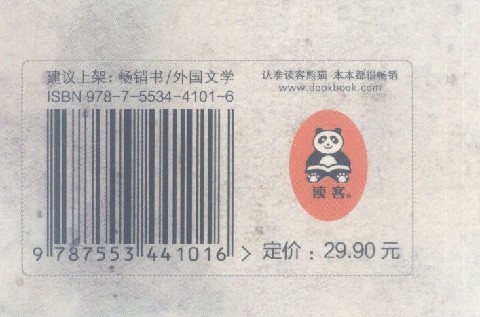 建议上架：畅销书/外国文学
ISBN 978-7-5534-4101-6
认准读客熊猫 本本都很畅销
www.dookbook.com
读客®
9 787553 441016 >
定价：29.90 元